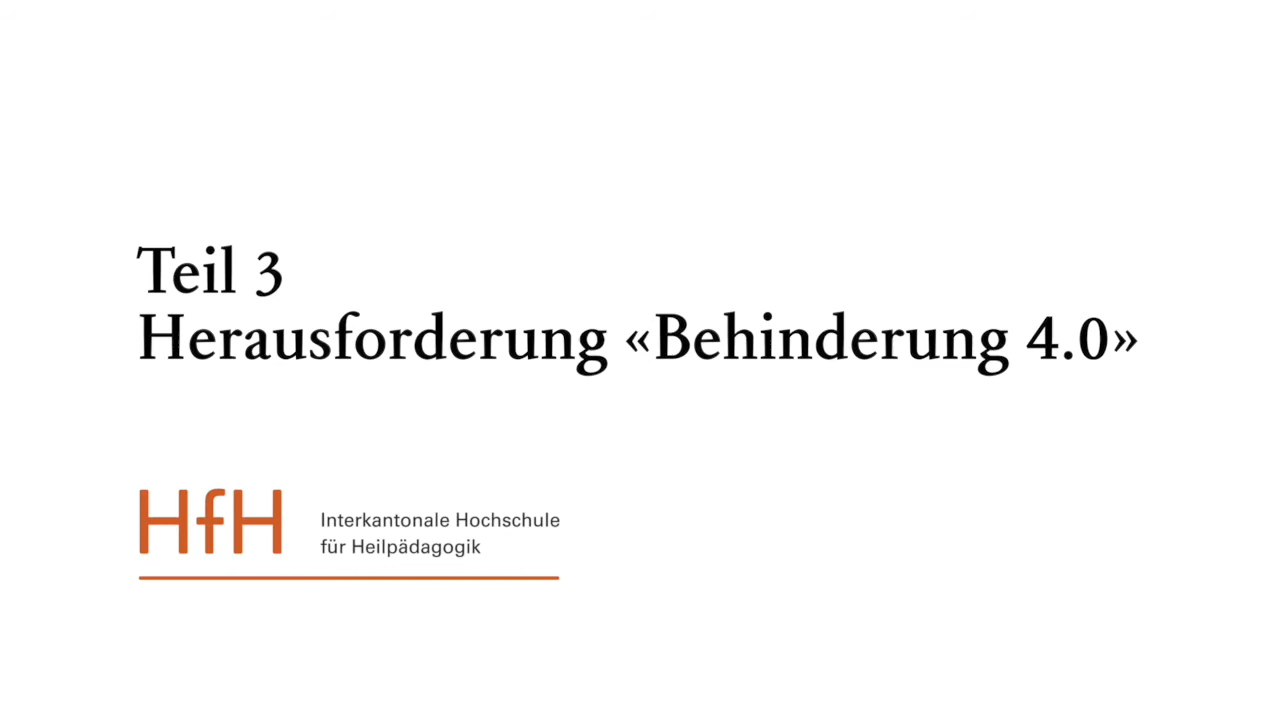 Teil 3
Herausforderung «Behinderung 4.0»
HfH
Interkantonale Hochschule
für Heilpädagogik